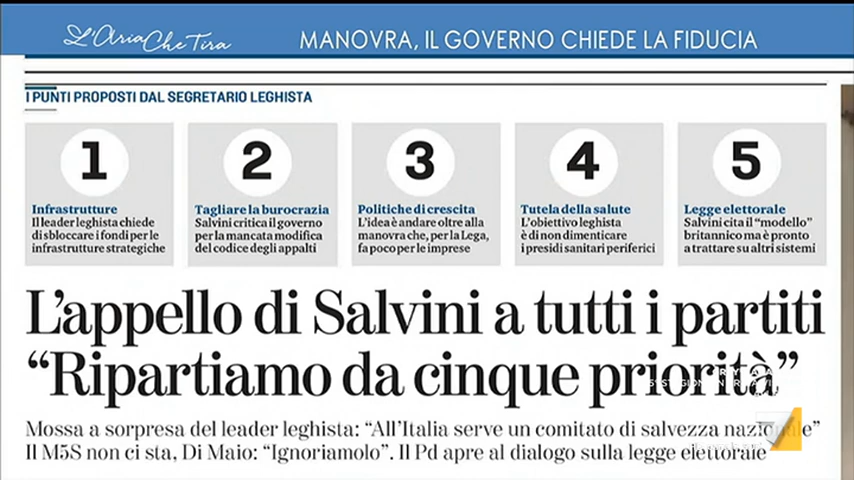 L'Aria Che Tira
MANOVRA, IL GOVERNO CHIEDE LA FIDUCIA
I PUNTI PROPOSTI DAL SEGRETARIO LEGHISTA
1
Infrastrutture
Il leader leghista chiede
di sbloccare i fondi per le
infrastrutture strategiche
2
Tagliare la burocrazia
Salvini critica il governo
per la mancata modifica
del codice degli appalti
3
Politiche di crescita
L'idea è andare oltre alla
manovra che, per la Lega,
fa poco per le imprese
4
Tutela della salute
L'obiettivo leghista
è di non dimenticare
i presidi sanitari periferici
5
Legge elettorale
Salvini cita il “modello”
britannico ma è pronto
a trattare su altri sistemi
L'appello di Salvini a tutti i partiti
“Ripartiamo da cinque priorità”
Mossa a sorpresa del leader leghista: “All'Italia serve un comitato di salvezza nazionale”
Il M5S non ci sta, Di Maio: “Ignoriamolo”. Il Pd apre al dialogo sulla legge elettorale